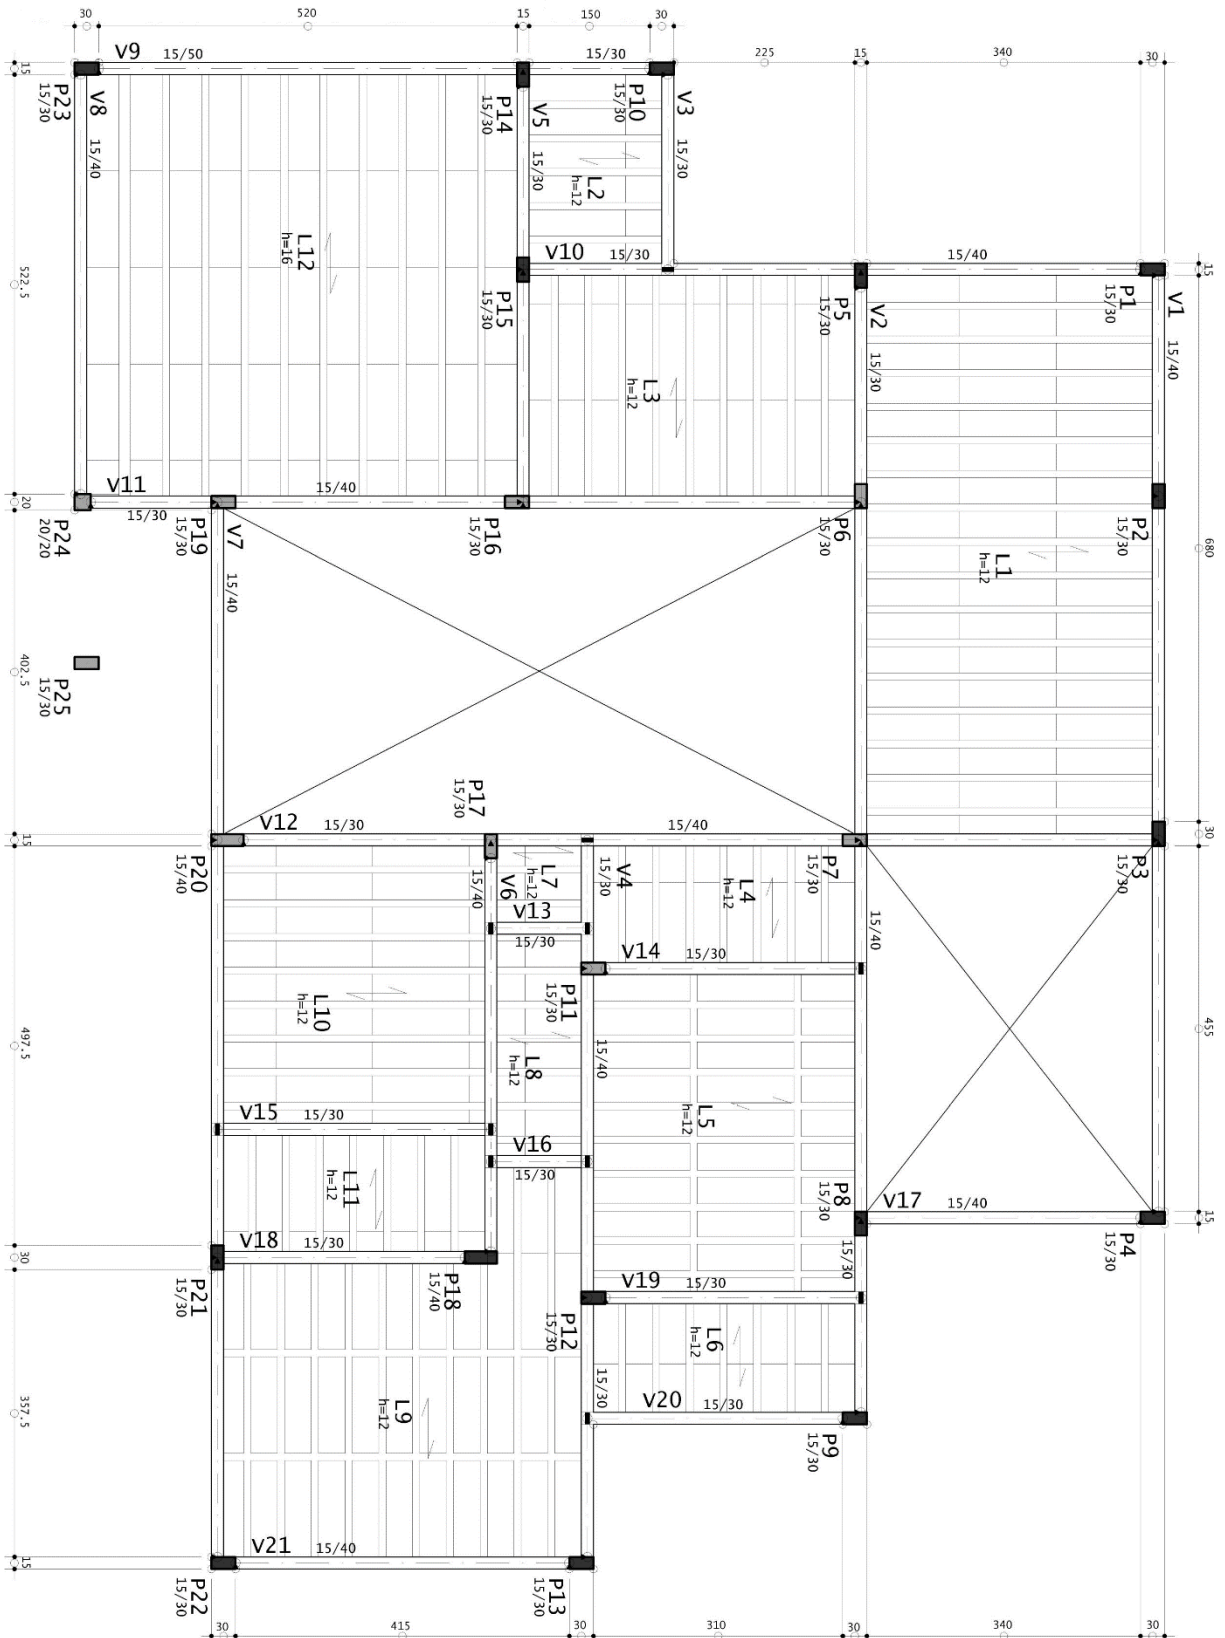 30
520
15
150
30
225
15
340
30
V9
15/50
15/30
15
15
P23
15/30
V8
15/40
P14
15/30
V5
15/30
P10
15/30
V3
15/30
L2
h=12
L12
h=16
V10
15/30
15/40
P15
15/30
P5
15/30
V2
15/30
P1
15/30
V1
15/40
L3
h=12
522.5
V11
15/30
15/40
20
P24
20/20
P19
15/30
V7
15/40
P16
15/30
P6
15/30
P2
15/30
L1
h=12
680
402.5
P25
15/30
P17
15/30
V12
15/30
15/40
15
30
P20
15/40
15/40
V6
L7
h=12
15/30
V4
L4
h=12
P7
15/30
15/40
P3
15/30
V13
15/30
V14
15/30
L10
h=12
P11
15/30
L8
h=12
15/40
497.5
455
L5
h=12
V15
15/30
V16
15/30
L11
h=12
P8
15/30
15/30
V17
15/40
15
P4
15/30
V18
15/30
30
P21
15/30
P18
15/40
V19
15/30
P12
15/30
L6
h=12
357.5
L9
h=12
15/30
V20
15/30
P9
15/30
V21
15/40
15
P22
15/30
P13
15/30
30
415
30
310
30
340
30